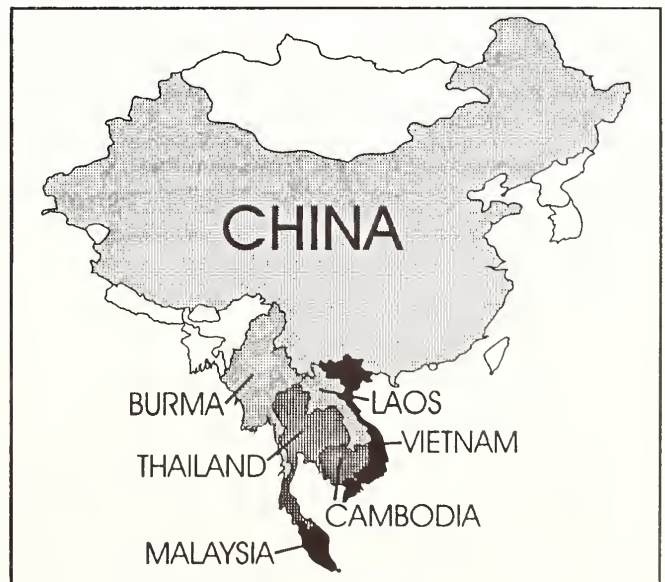 CHINA
BURMA
LAOS
VIETNAM
THAILAND
CAMBODIA
MALAYSIA